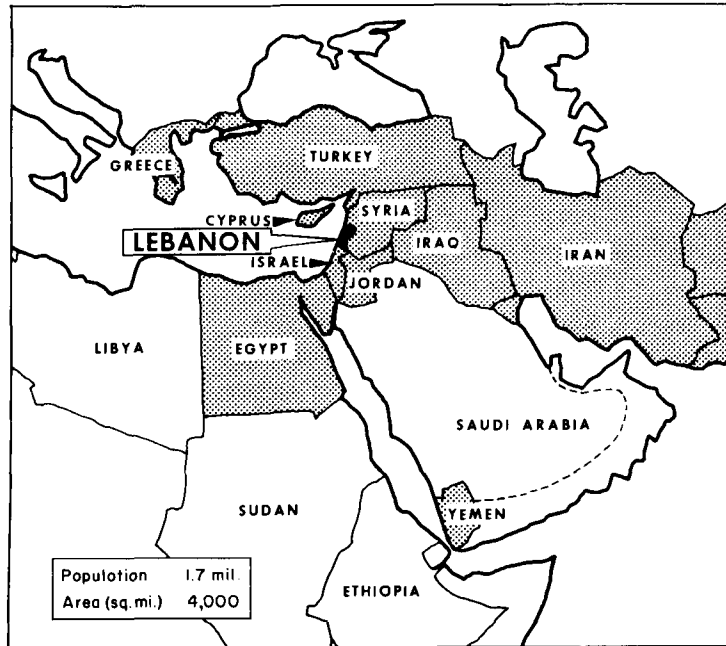 GREECE
TURKEY
CYPRUS
SYRIA
LEBANON
IRAQ
IRAN
ISRAEL
JORDAN
LIBYA
EGYPT
SAUDI ARABIA
SUDAN
YEMEN
Population 1.7 mil.
Area (sq. mi.) 4,000
ETHIOPIA